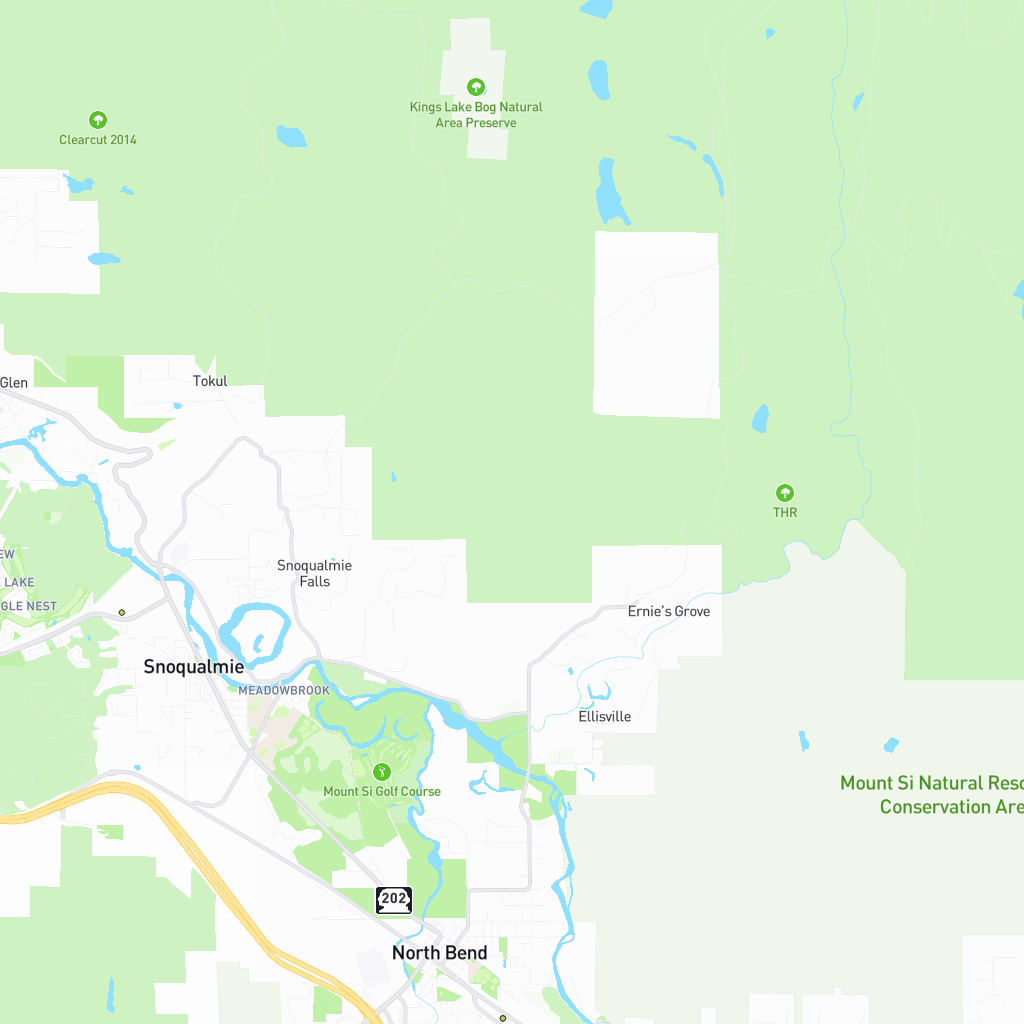 Kings Lake Bog Natural
Area Preserve
Clearcut 2014
Glen
Tokul
THR
Snoqualmie
Falls
EW
LAKE
GLE NEST
Ernie's Grove
Snoqualmie
MEADOWBROOK
Ellisville
Mount Si Golf Course
Mount Si Natural Reso
Conservation Are
202
North Bend